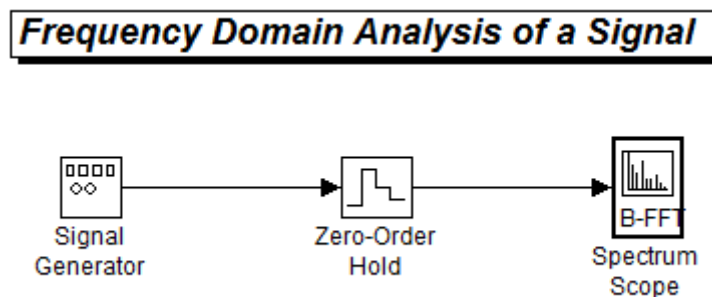 Frequency Domain Analysis of a Signal
B-FFT
Signal
Generator
Zero-Order
Hold
Spectrum
Scope